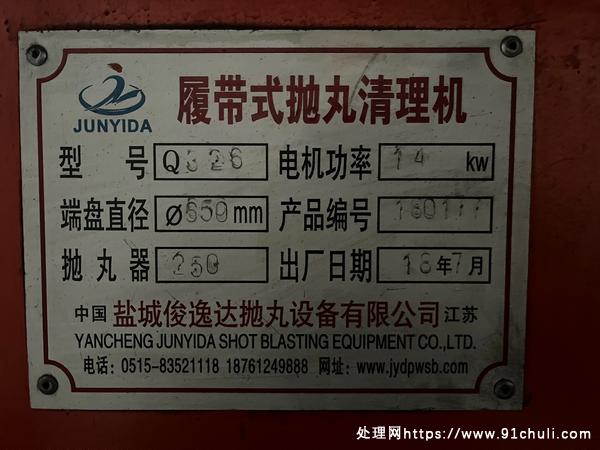 JUNYIDA
履带式抛丸清理机
型 号 Q326 电机功率 14 kw
端盘直径 ø650mm 产品编号
抛丸器 250 出厂日期 18年7月
中国 盐城俊逸达抛丸设备有限公司 江苏
YANCHENG JUNYIDA SHOT BLASTING EQUIPMENT CO.,LTD.
电话：0515-83521118 18761249888 网址：www.jydpwsb.com
处理网https://www.91chuli.com/